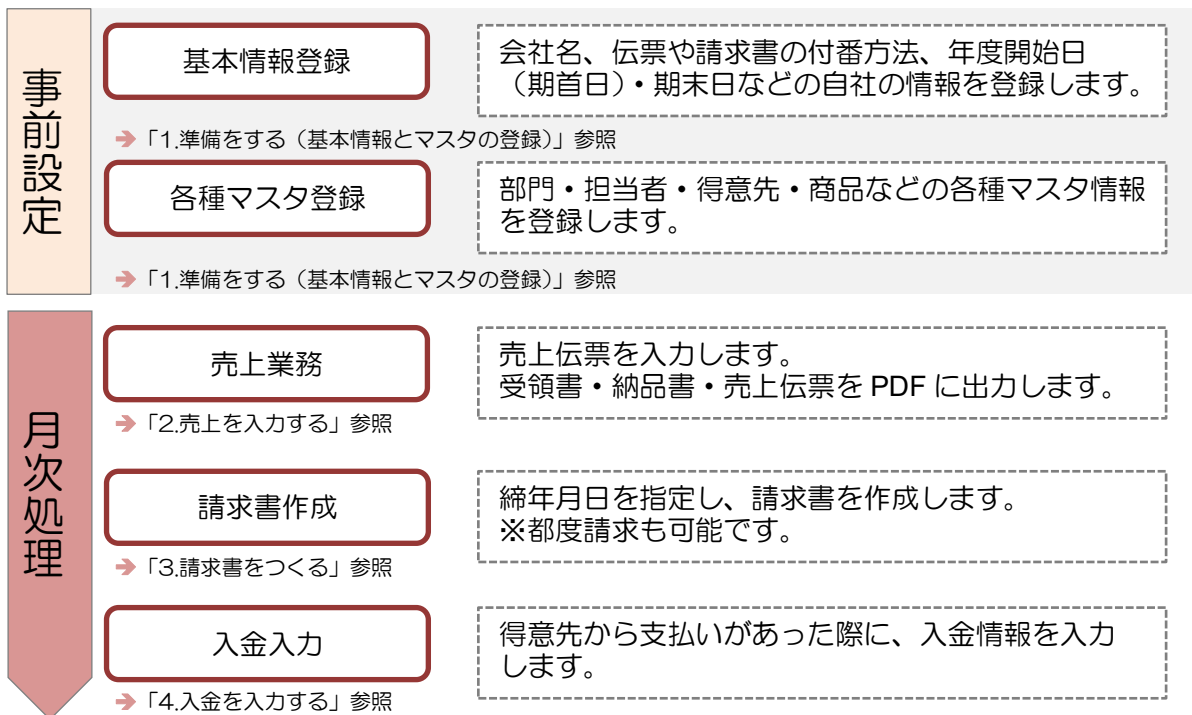 事前設定
基本情報登録
会社名、伝票や請求書の付番方法、年度開始日
（期首日）・期末日などの自社の情報を登録します。
➔「1.準備をする（基本情報とマスタの登録）」参照
各種マスタ登録
部門・担当者・得意先・商品などの各種マスタ情報
を登録します。
➔「1.準備をする（基本情報とマスタの登録）」参照
月次処理
売上業務
売上伝票を入力します。
受領書・納品書・売上伝票を PDF に出力します。
➔「2.売上を入力する」参照
請求書作成
締年月日を指定し、請求書を作成します。
※都度請求も可能です。
➔「3.請求書をつくる」参照
入金入力
得意先から支払いがあった際に、入金情報を入力
します。
➔「4.入金を入力する」参照